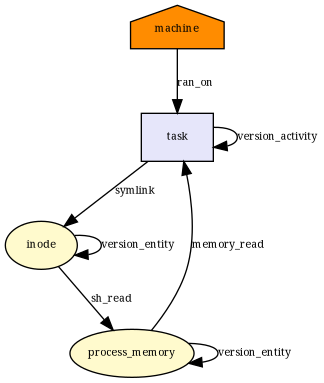 machine
ran_on
task
version_activity
symlink
inode
version_entity
memory_read
sh_read
process_memory
version_entity